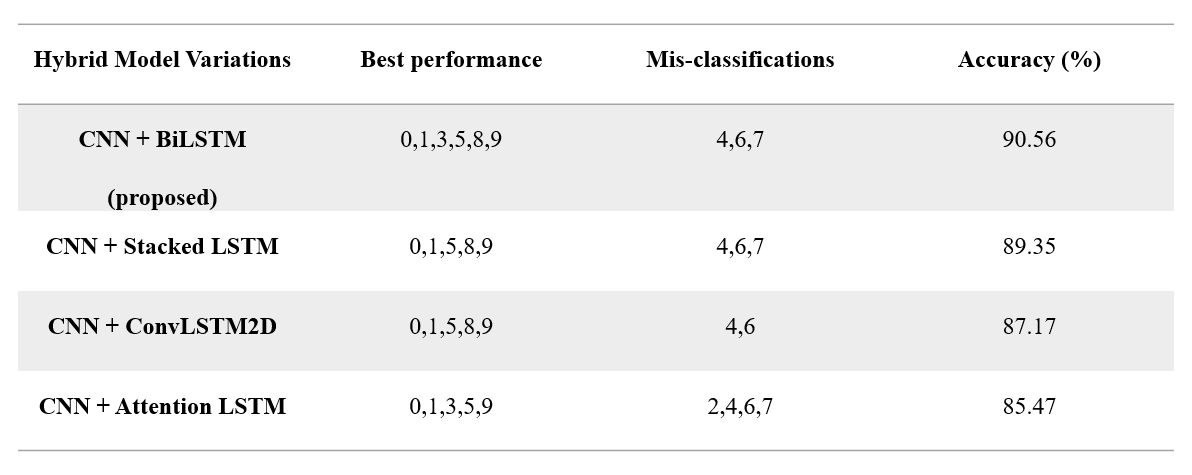 Hybrid Model Variations Best performance Mis-classifications Accuracy (%)
CNN + BiLSTM 0,1,3,5,8,9 4,6,7 90.56
(proposed)
CNN + Stacked LSTM 0,1,5,8,9 4,6,7 89.35
CNN + ConvLSTM2D 0,1,5,8,9 4,6 87.17
CNN + Attention LSTM 0,1,3,5,9 2,4,6,7 85.47